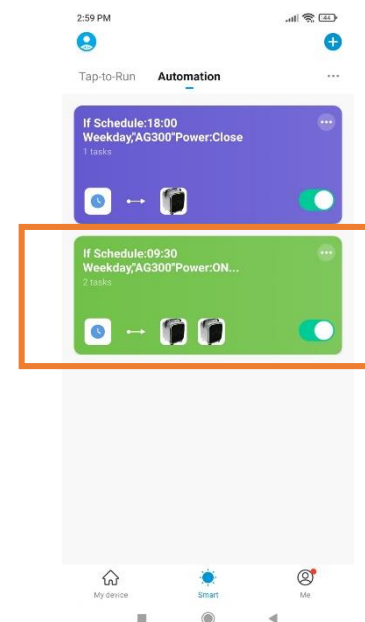 2:59 PM
44
Tap-to-Run Automation
If Schedule:18:00
Weekday,"AG300"Power:Close
1 tasks
If Schedule:09:30
Weekday,"AG300"Power:ON...
2 tasks
My device Smart Me